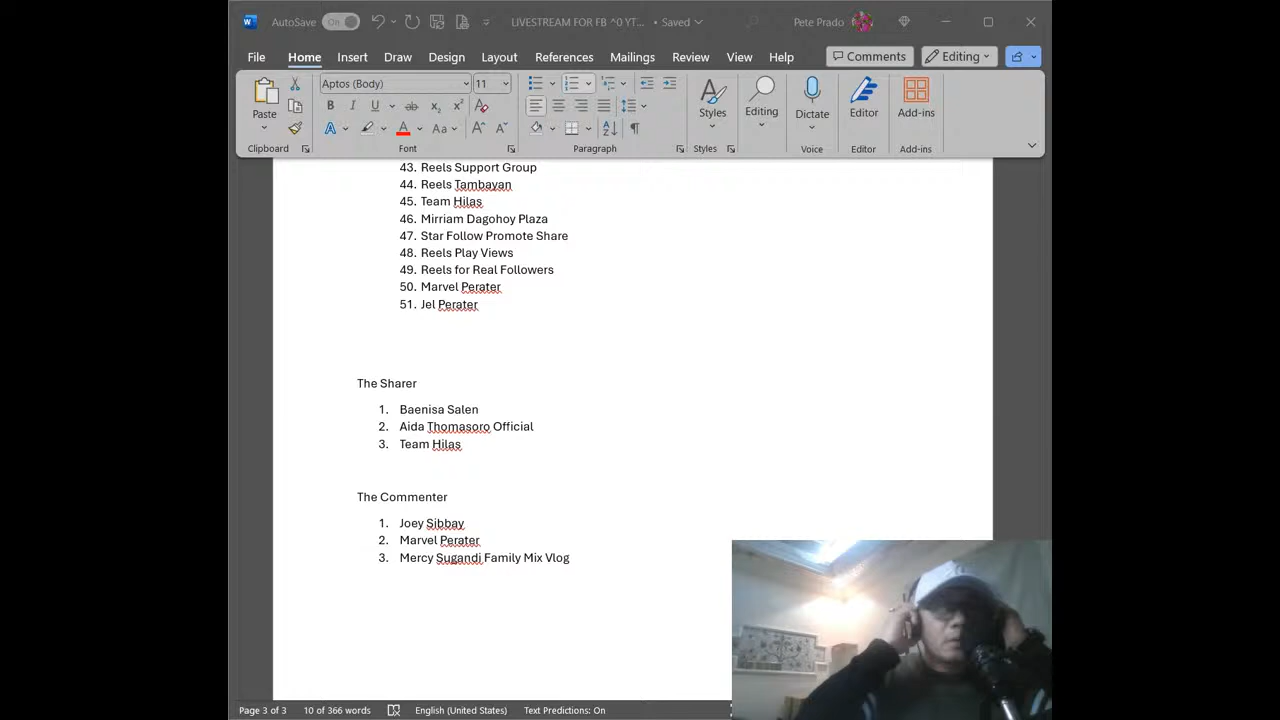 AutoSave On LIVESTREAM FOR FB ^0 YT... • Saved Pete Prado
File Home Insert Draw Design Layout References Mailings Review View Help Comments Editing
Aptos (Body) 11
Paste Styles Editing Dictate Editor Add-ins
Clipboard Font Paragraph Styles Voice Editor Add-ins
43. Reels Support Group
44. Reels Tambayan
45. Team Hilas
46. Mirriam Dagohoy Plaza
47. Star Follow Promote Share
48. Reels Play Views
49. Reels for Real Followers
50. Marvel Perater
51. Jel Perater
The Sharer
1. Baenisa Salen
2. Aida Thomasoro Official
3. Team Hilas
The Commenter
1. Joey Sibbay
2. Marvel Perater
3. Mercy Sugandi Family Mix Vlog
Page 3 of 3 10 of 366 words English (United States) Text Predictions: On